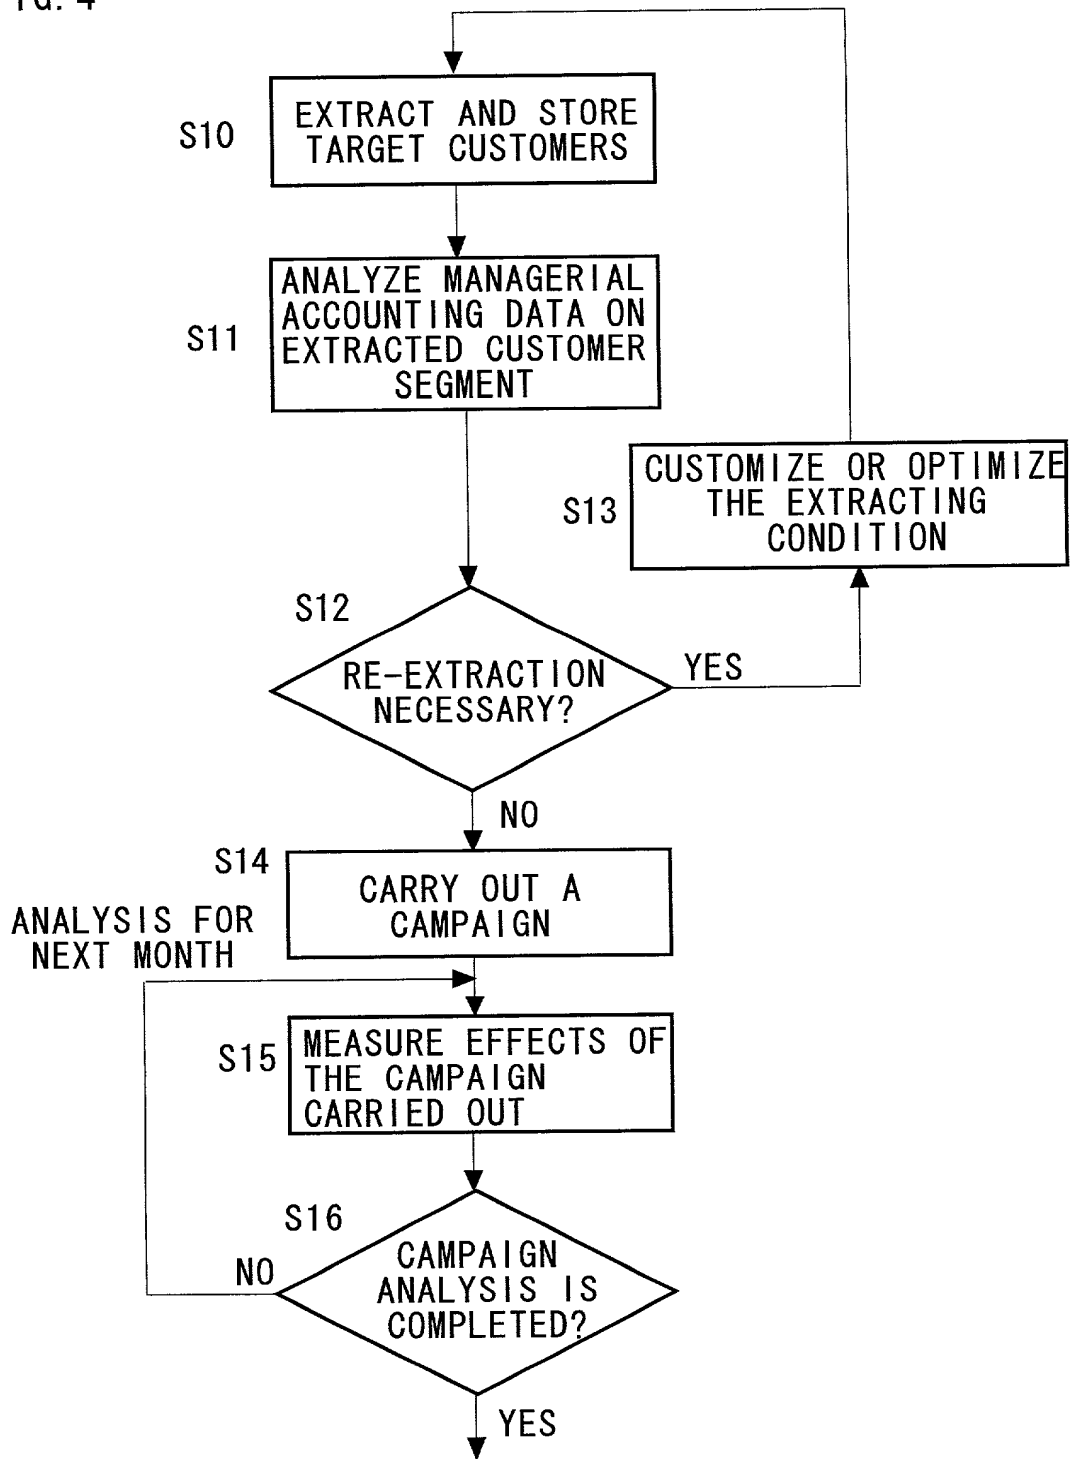 S10
EXTRACT AND STORE
TARGET CUSTOMERS
S11
ANALYZE MANAGERIAL
ACCOUNTING DATA ON
EXTRACTED CUSTOMER
SEGMENT
S13
CUSTOMIZE OR OPTIMIZE
THE EXTRACTING
CONDITION
S12
RE-EXTRACTION
NECESSARY?
YES
NO
S14
CARRY OUT A
CAMPAIGN
ANALYSIS FOR
NEXT MONTH
S15
MEASURE EFFECTS OF
THE CAMPAIGN
CARRIED OUT
S16
CAMPAIGN
ANALYSIS IS
COMPLETED?
NO
YES